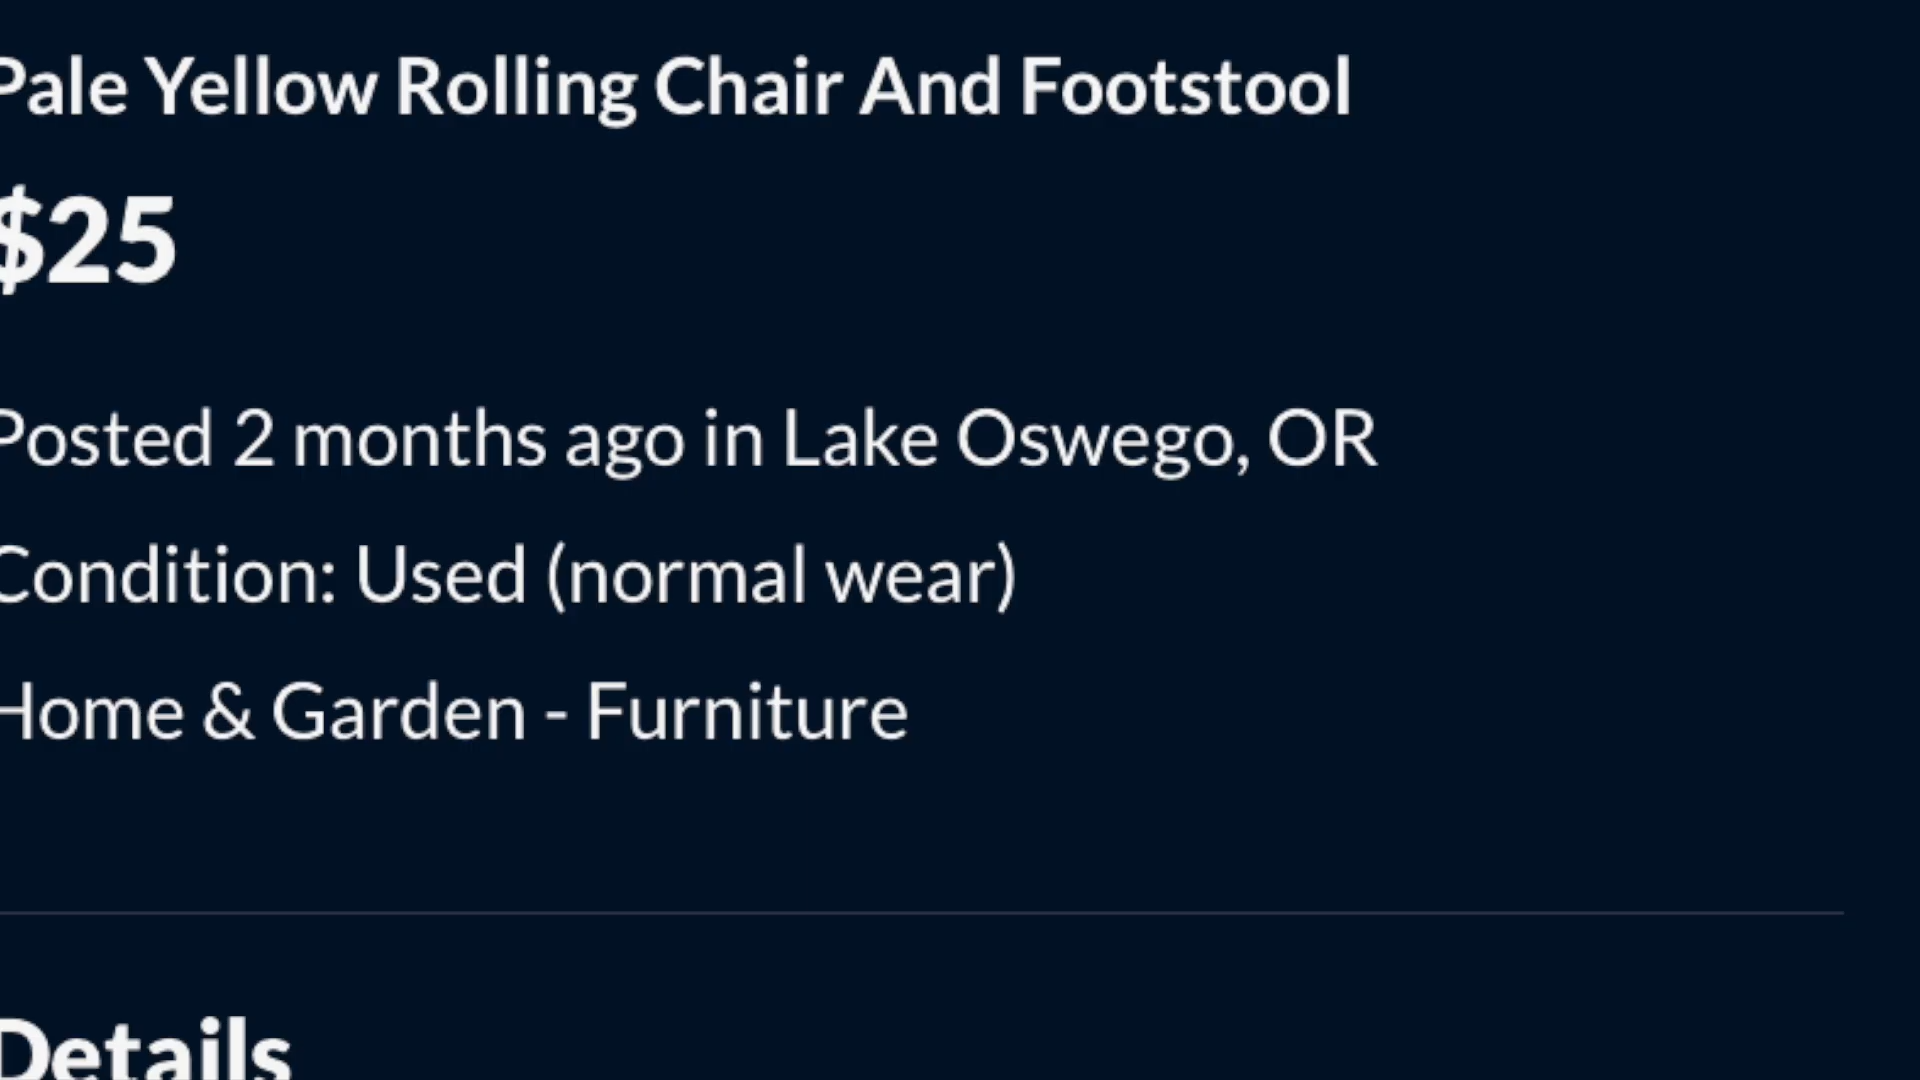 Pale Yellow Rolling Chair And Footstool
$25
Posted 2 months ago in Lake Oswego, OR
Condition: Used (normal wear)
Home & Garden - Furniture
Details